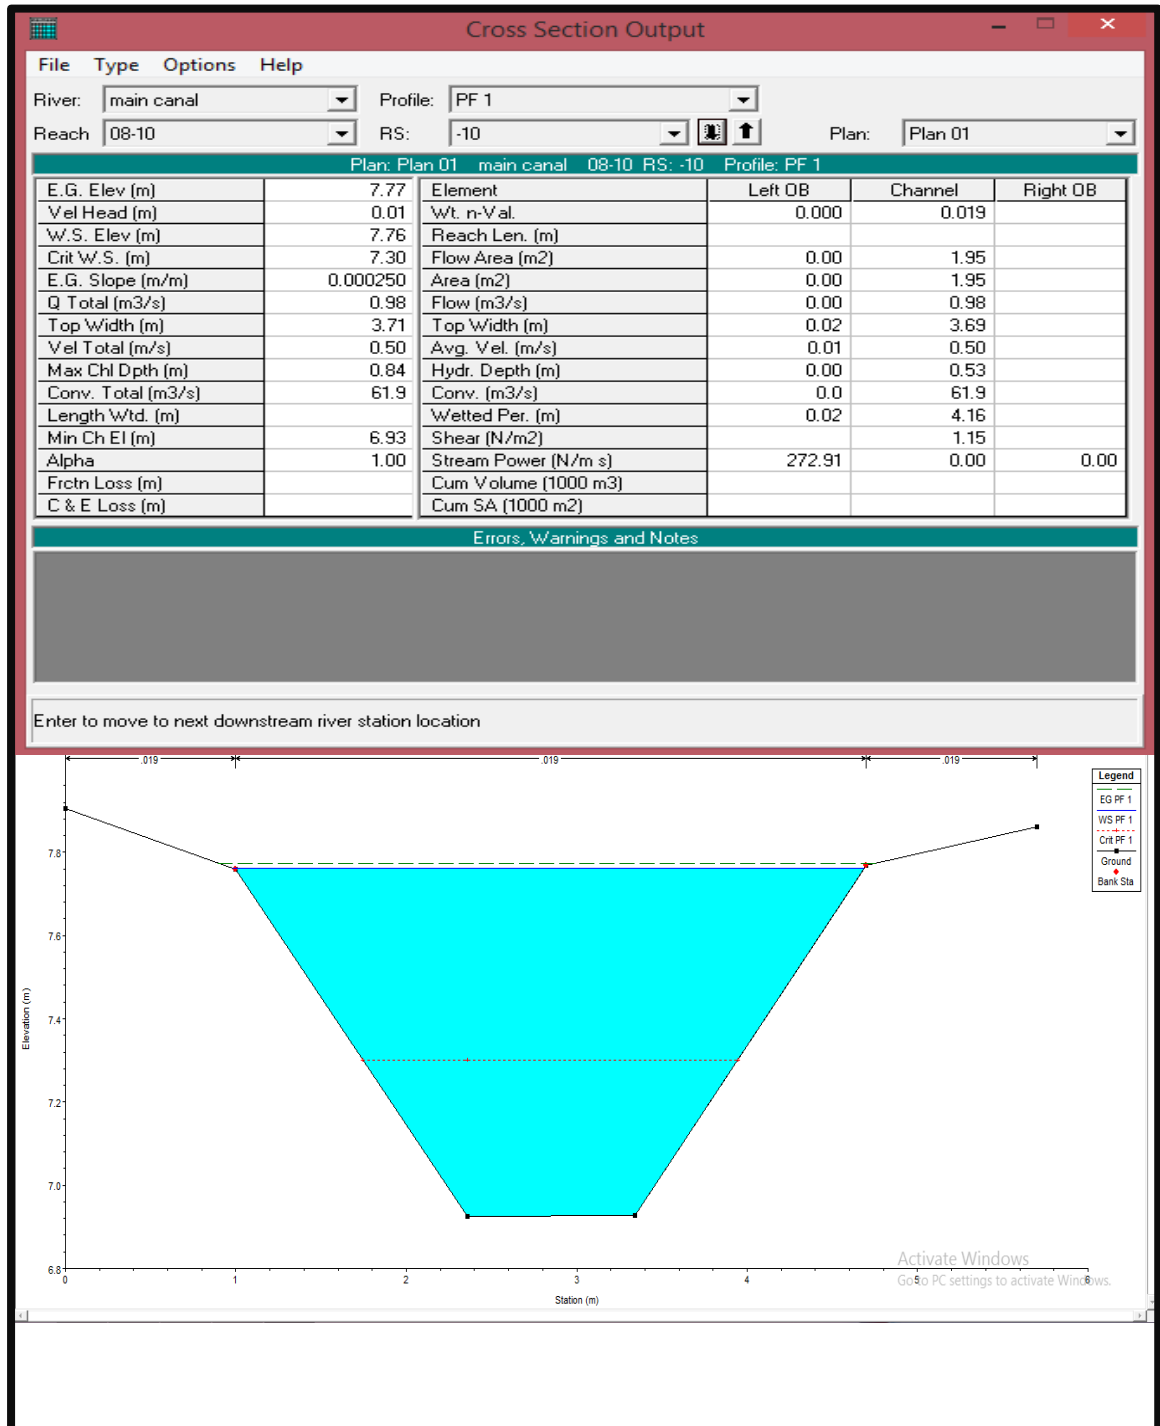 Cross Section Output
File Type Options Help
River: main canal Profile: PF 1
Reach 08-10 RS: -10 Plan: Plan 01
Plan: Plan 01 main canal 08-10 RS: -10 Profile: PF 1
E.G. Elev (m) 7.77 Element Left OB Channel Right OB
Vel Head (m) 0.01 Wt. n-Val. 0.000 0.019
W.S. Elev (m) 7.76 Reach Len. (m)
Crit W.S. (m) 7.30 Flow Area (m2) 0.00 1.95
E.G. Slope (m/m) 0.000250 Area (m2) 0.00 1.95
Q Total (m3/s) 0.98 Flow (m3/s) 0.00 0.98
Top Width (m) 3.71 Top Width (m) 0.02 3.69
Vel Total (m/s) 0.50 Avg. Vel. (m/s) 0.01 0.50
Max Chl Dpth (m) 0.84 Hydr. Depth (m) 0.00 0.53
Conv. Total (m3/s) 61.9 Conv. (m3/s) 0.0 61.9
Length Wtd. (m) Wetted Per. (m) 0.02 4.16
Min Ch El (m) 6.93 Shear (N/m2) 1.15
Alpha 1.00 Stream Power (N/m s) 272.91 0.00 0.00
Frctn Loss (m) Cum Volume (1000 m3)
C & E Loss (m) Cum SA (1000 m2)
Errors, Warnings and Notes
Enter to move to next downstream river station location
.019 .019 .019
Legend
EG PF 1
WS PF 1
Crit PF 1
Ground
Bank Sta
7.8
7.6
7.4
7.2
7.0
6.8
Elevation (m)
0 1 2 3 4 5 6
Station (m)
Activate Windows
Go to PC settings to activate Windows.